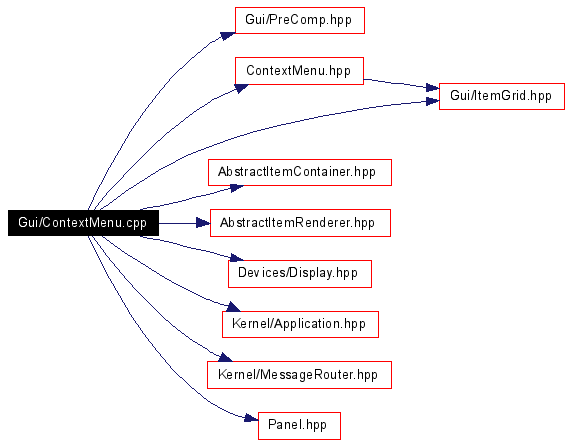 Gui/PreComp.hpp
ContextMenu.hpp
Gui/ItemGrid.hpp
AbstractItemContainer.hpp
Gui/ContextMenu.cpp
AbstractItemRenderer.hpp
Devices/Display.hpp
Kernel/Application.hpp
Kernel/MessageRouter.hpp
Panel.hpp